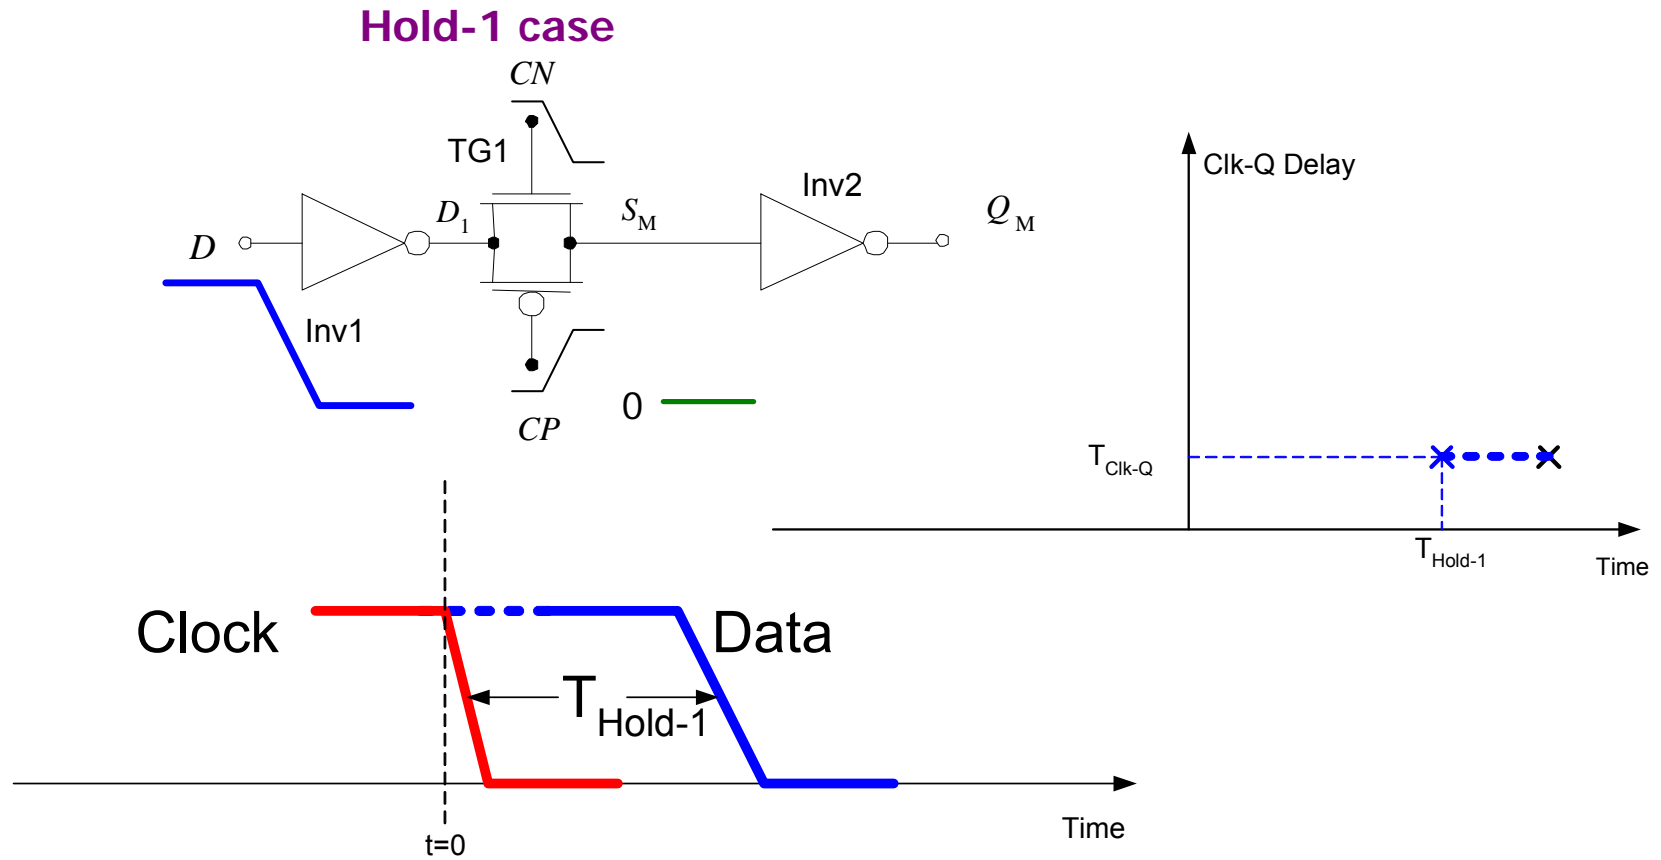 Hold-1 case
CN
TG1
Inv2
Clk-Q Delay
D
D1
SM
QM
Inv1
0
CP
TClk-Q
THold-1
Time
Clock
Data
THold-1
Time
t=0